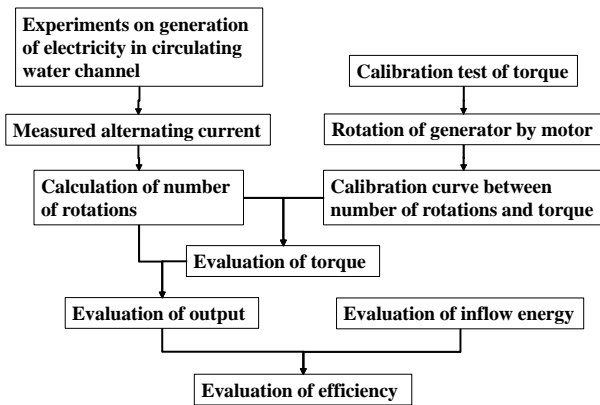 Experiments on generation
of electricity in circulating
water channel
Calibration test of torque
Measured alternating current
Rotation of generator by motor
Calculation of number
of rotations
Calibration curve between
number of rotations and torque
Evaluation of torque
Evaluation of output
Evaluation of inflow energy
Evaluation of efficiency